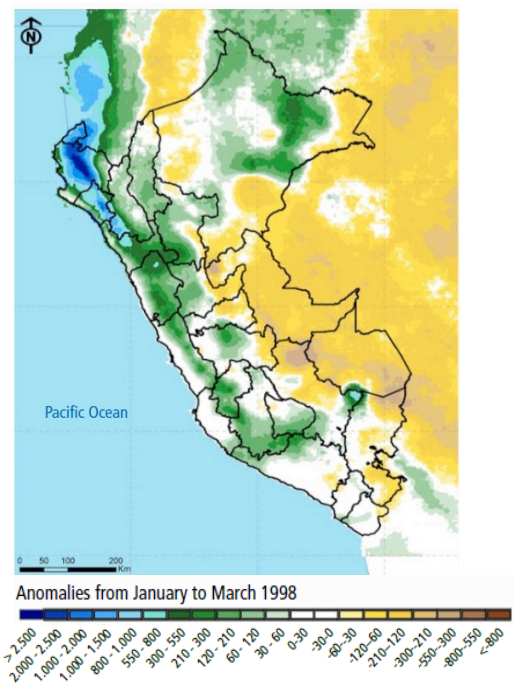 N
Pacific Ocean
0 50 100 200
Km
Anomalies from January to March 1998
> 2.500
2.000 - 2.500
1.000 - 2.000
1.000 - 1.500
800 - 1.000
550 - 800
300 - 550
210 - 300
120 - 210
60 - 120
30 - 60
0-30
-30-0
-60--30
-120-60
-210-120
-300-210
-550-300
-800-550
<-800